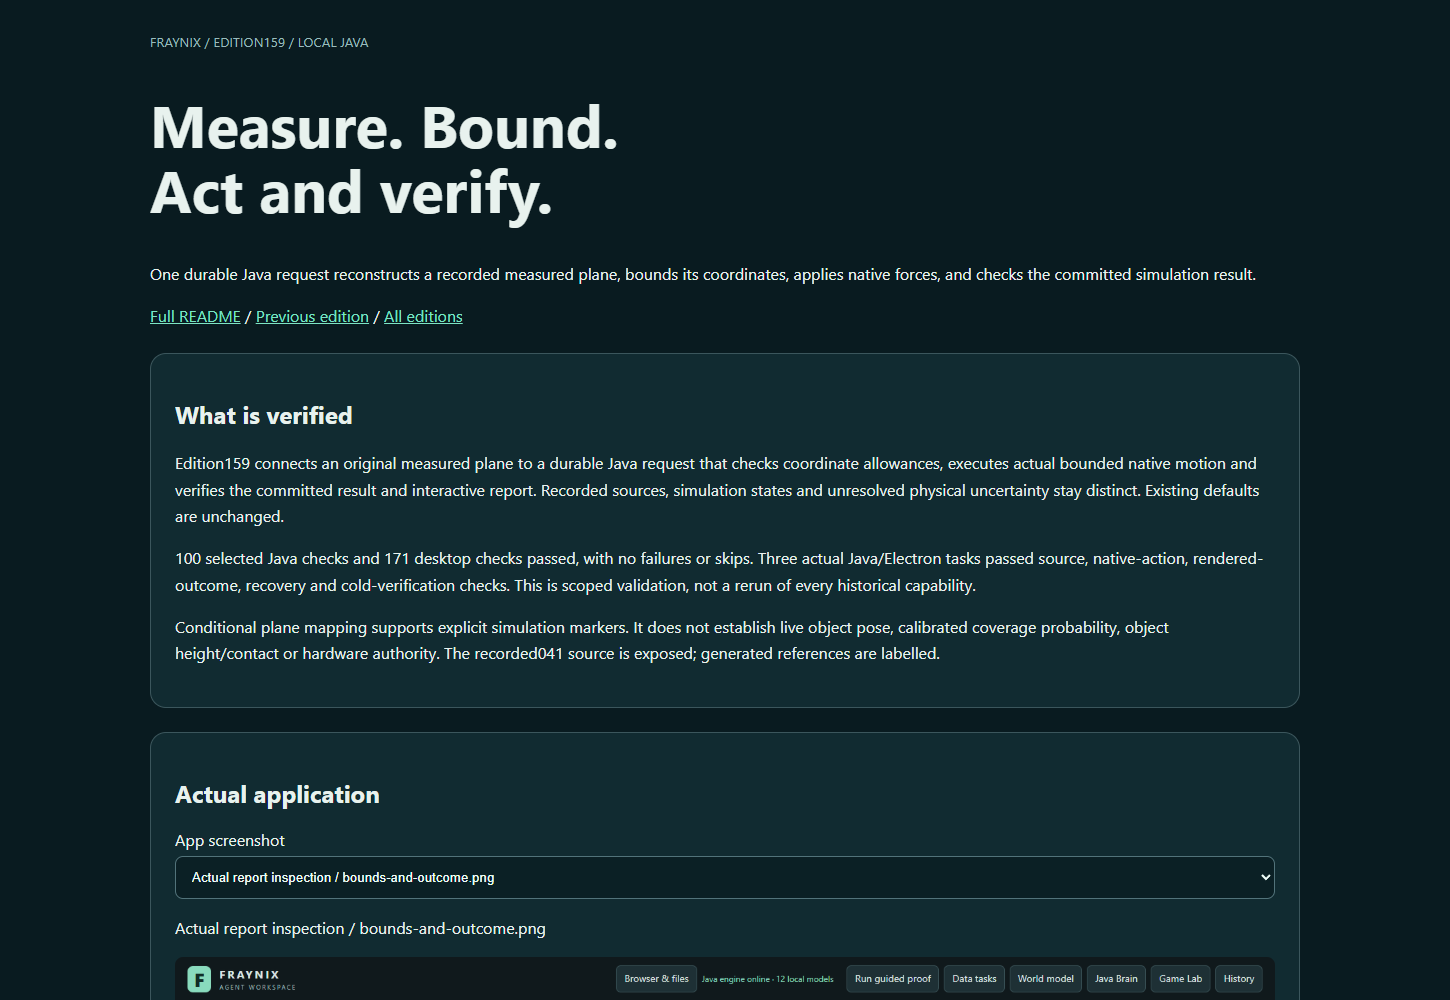 FRAYNIX / EDITION159 / LOCAL JAVA
Measure. Bound.
Act and verify.
One durable Java request reconstructs a recorded measured plane, bounds its coordinates, applies native forces, and checks the committed simulation result.
Full README / Previous edition / All editions
What is verified
Edition159 connects an original measured plane to a durable Java request that checks coordinate allowances, executes actual bounded native motion and
verifies the committed result and interactive report. Recorded sources, simulation states and unresolved physical uncertainty stay distinct. Existing defaults
are unchanged.
100 selected Java checks and 171 desktop checks passed, with no failures or skips. Three actual Java/Electron tasks passed source, native-action, rendered-
outcome, recovery and cold-verification checks. This is scoped validation, not a rerun of every historical capability.
Conditional plane mapping supports explicit simulation markers. It does not establish live object pose, calibrated coverage probability, object
height/contact or hardware authority. The recorded041 source is exposed; generated references are labelled.
Actual application
App screenshot
Actual report inspection / bounds-and-outcome.png
Actual report inspection / bounds-and-outcome.png
F FRAYNIX
AGENT WORKSPACE
Browser & files Java engine online - 12 local models Run guided proof Data tasks World model Java Brain Game Lab History